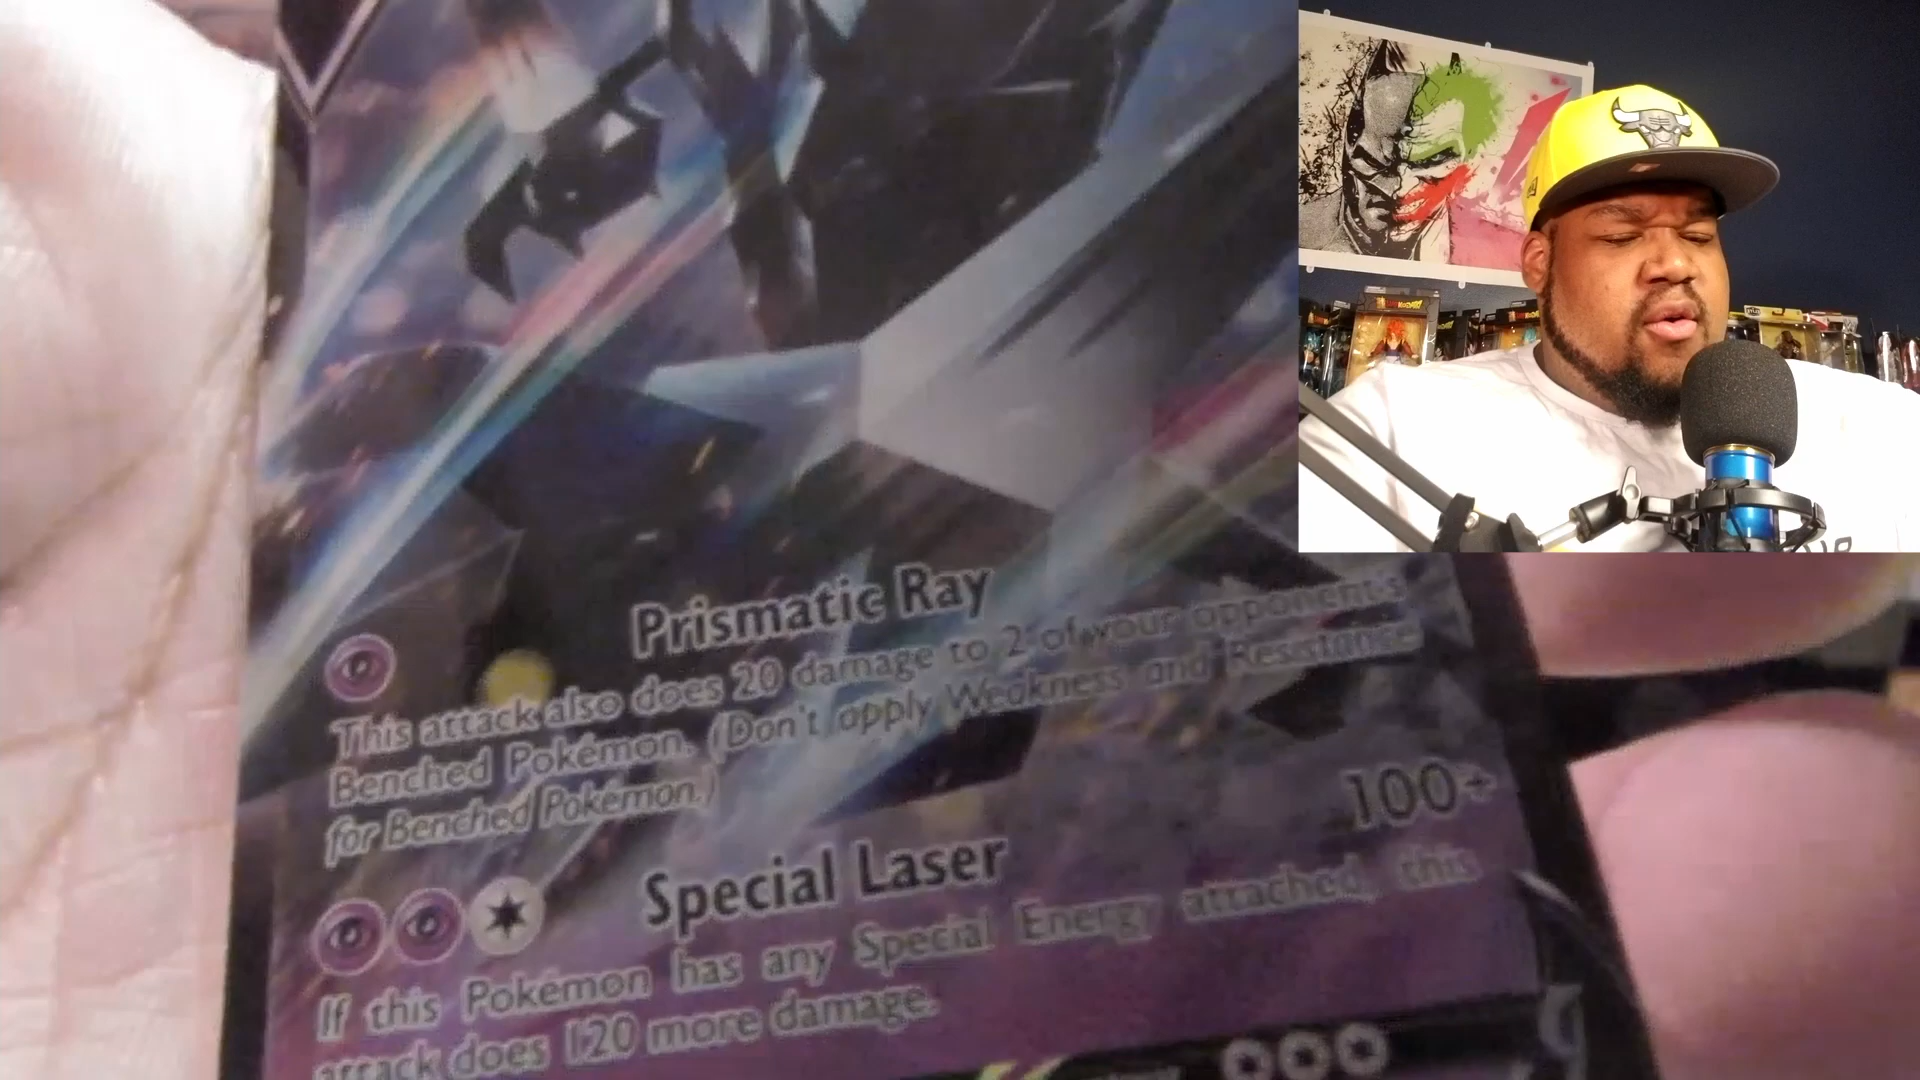 Prismatic Ray
This attack also does 20 damage to 2 of your opponent's
Benched Pokémon. (Don't apply Weakness and Resistance
for Benched Pokémon.)
Special Laser 100+
If this Pokémon has any Special Energy attached, this
attack does 120 more damage.